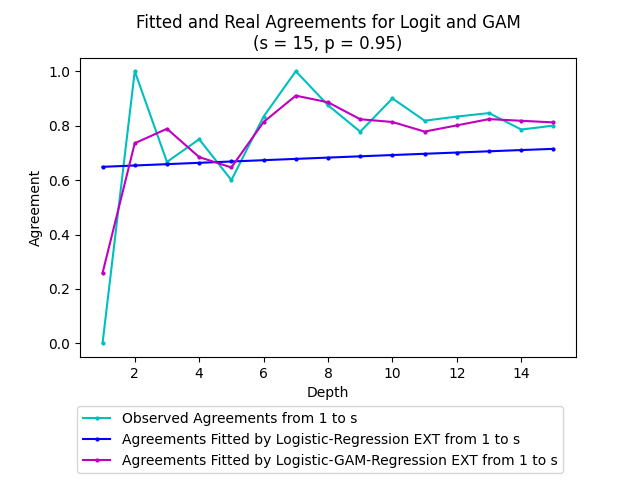 Fitted and Real Agreements for Logit and GAM
(s = 15, p = 0.95)
1.0
0.8
0.6
0.4
0.2
0.0
Agreement
2 4 6 8 10 12 14
Depth
Observed Agreements from 1 to s
Agreements Fitted by Logistic-Regression EXT from 1 to s
Agreements Fitted by Logistic-GAM-Regression EXT from 1 to s